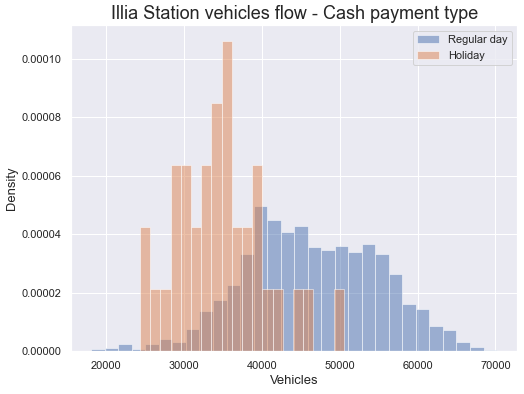 Illia Station vehicles flow - Cash payment type
Regular day
Holiday
0.00010
0.00008
0.00006
0.00004
0.00002
0.00000
Density
20000 30000 40000 50000 60000 70000
Vehicles